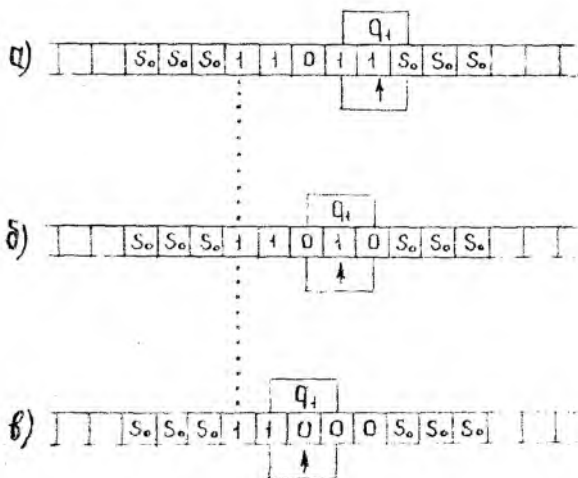 q₁
а) S₀ S₀ S₀ 1 1 0 1 1 S₀ S₀ S₀
q₁
б) S₀ S₀ S₀ 1 1 0 1 0 S₀ S₀ S₀
q₁
в) S₀ S₀ S₀ 1 1 0 0 0 S₀ S₀ S₀